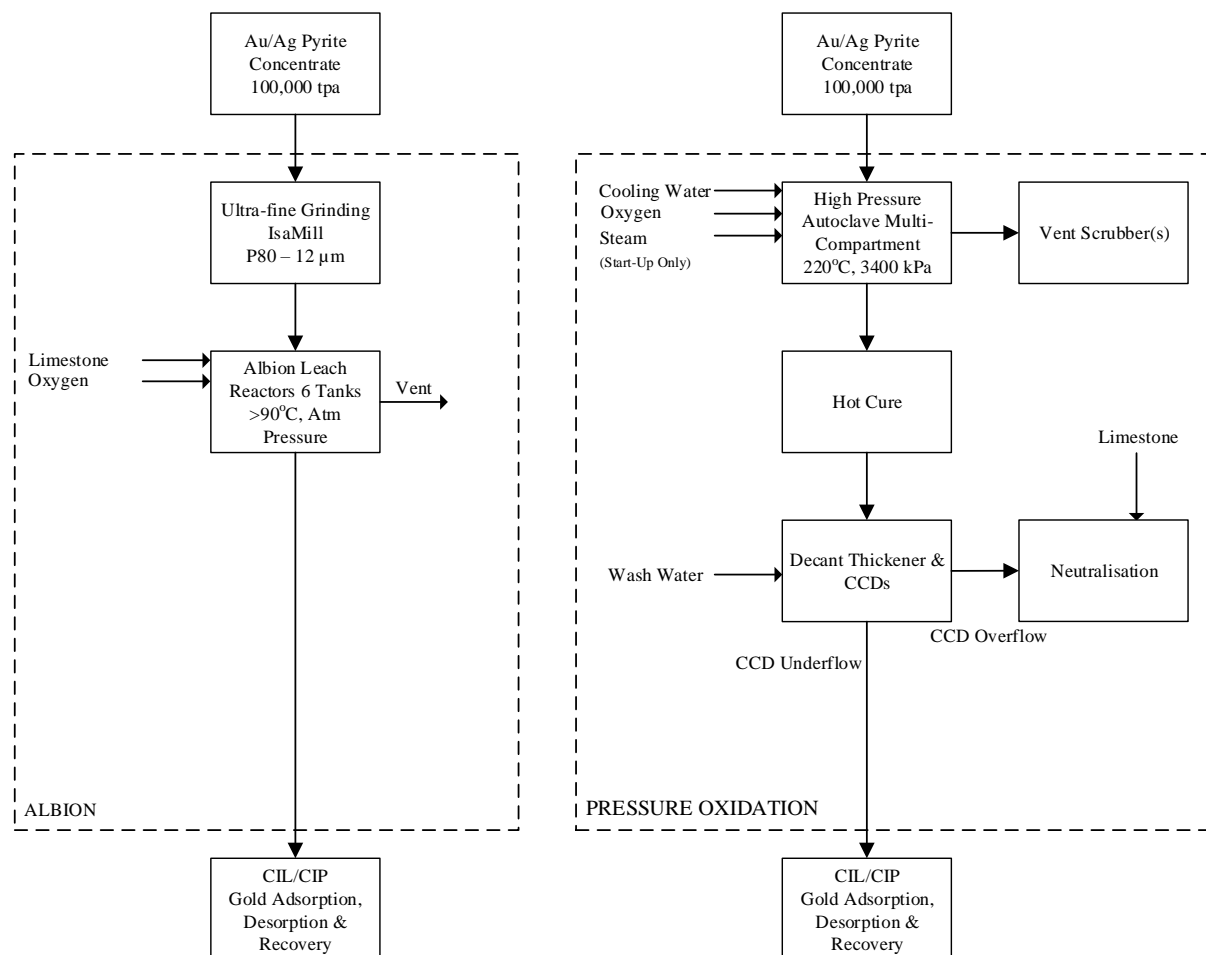 Au/Ag Pyrite
Concentrate
100,000 tpa
Ultra-fine Grinding
IsaMill
P80 – 12 µm
Limestone
Oxygen
Albion Leach
Reactors 6 Tanks
>90°C, Atm
Pressure
Vent
ALBION
CIL/CIP
Gold Adsorption,
Desorption &
Recovery
Au/Ag Pyrite
Concentrate
100,000 tpa
Cooling Water
Oxygen
Steam
(Start-Up Only)
High Pressure
Autoclave Multi-
Compartment
220°C, 3400 kPa
Vent Scrubber(s)
Hot Cure
Limestone
Wash Water
Decant Thickener &
CCDs
Neutralisation
CCD Overflow
CCD Underflow
PRESSURE OXIDATION
CIL/CIP
Gold Adsorption,
Desorption &
Recovery